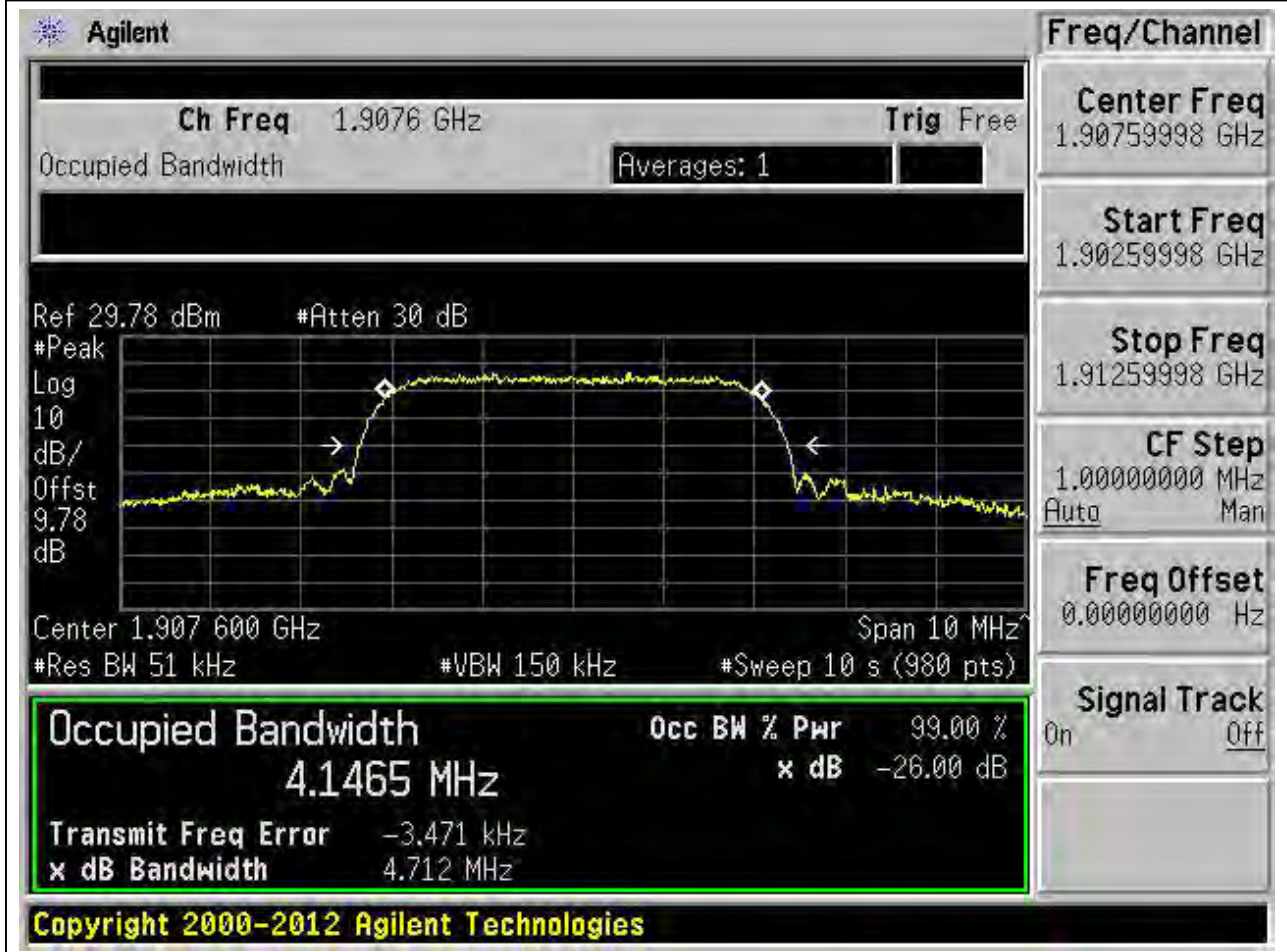 Agilent
Freq/Channel
Ch Freq 1.9076 GHz Trig Free
Occupied Bandwidth Averages: 1
Center Freq
1.90759998 GHz
Start Freq
1.90259998 GHz
Stop Freq
1.91259998 GHz
CF Step
1.00000000 MHz
Auto Man
Freq Offset
0.00000000 Hz
Signal Track
On Off
Ref 29.78 dBm #Atten 30 dB
#Peak
Log
10
dB/
Offst
9.78
dB
Center 1.907 600 GHz Span 10 MHz^
#Res BW 51 kHz #VBW 150 kHz #Sweep 10 s (980 pts)
Occupied Bandwidth
4.1465 MHz
Occ BW % Pwr 99.00 %
x dB -26.00 dB
Transmit Freq Error -3.471 kHz
x dB Bandwidth 4.712 MHz
Copyright 2000-2012 Agilent Technologies